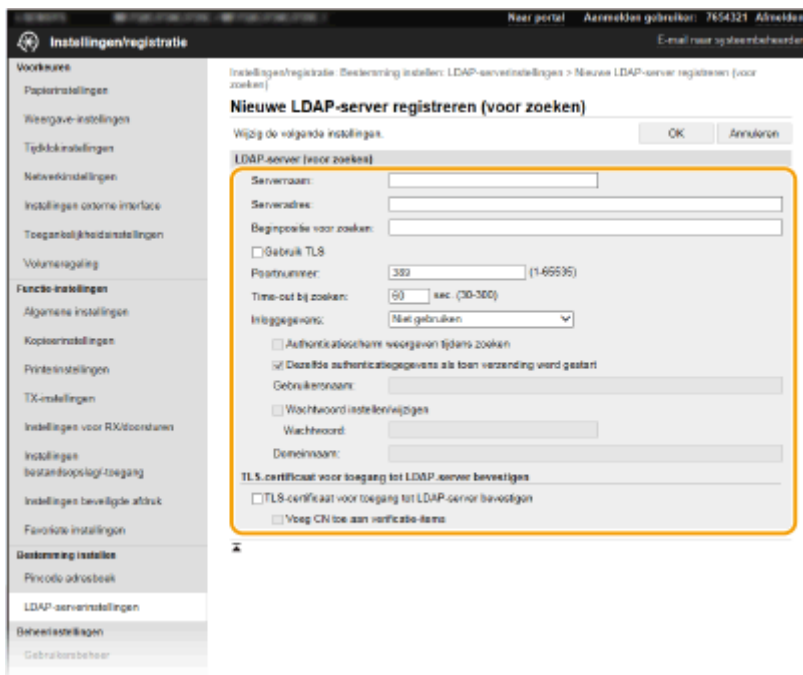 Naar portal Aanmelden gebruiker: 7654321 Afmelden
Instellingen/registratie
E-mail naar systeembeheerder
Voorkeuren
Papierinstellingen
Weergave-instellingen
Tijdklokinstellingen
Netwerkinstellingen
Instellingen externe interface
Toegankelijkheidsinstellingen
Volumeregeling
Functie-instellingen
Algemene instellingen
Kopieerinstellingen
Printerinstellingen
TX-instellingen
Instellingen voor RX/doorsturen
Instellingen
bestandsopslag/-toegang
Instellingen beveiligde afdruk
Favoriete instellingen
Bestemming instellen
Pincode adresboek
LDAP-serverinstellingen
Beheerinstellingen
Gebruikersbeheer
Instellingen/registratie: Bestemming instellen: LDAP-serverinstellingen > Nieuwe LDAP-server registreren (voor
zoeken)
Nieuwe LDAP-server registreren (voor zoeken)
Wijzig de volgende instellingen.
OK
Annuleren
LDAP-server (voor zoeken)
Servernaam:
Serveradres:
Beginpositie voor zoeken:
Gebruik TLS
Poortnummer: 389 (1-65535)
Time-out bij zoeken: 60 sec. (30-300)
Inloggegevens: Niet gebruiken
Authenticatiescherm weergeven tijdens zoeken
Dezelfde authenticatiegegevens als toen verzending werd gestart
Gebruikersnaam:
Wachtwoord instellen/wijzigen
Wachtwoord:
Domeinnaam:
TLS-certificaat voor toegang tot LDAP-server bevestigen
TLS-certificaat voor toegang tot LDAP-server bevestigen
Voeg CN toe aan verificatie-items